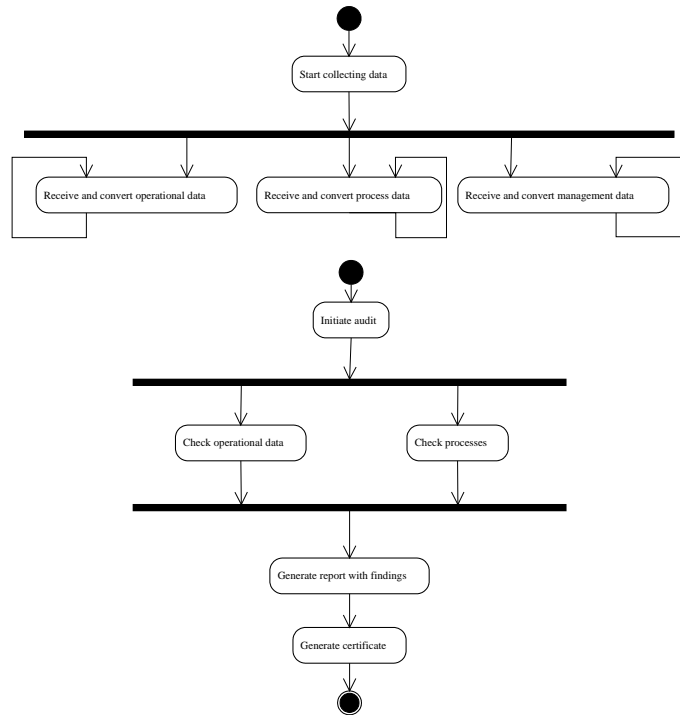 Start collecting data
Receive and convert operational data
Receive and convert process data
Receive and convert management data
Initiate audit
Check operational data
Check processes
Generate report with findings
Generate certificate